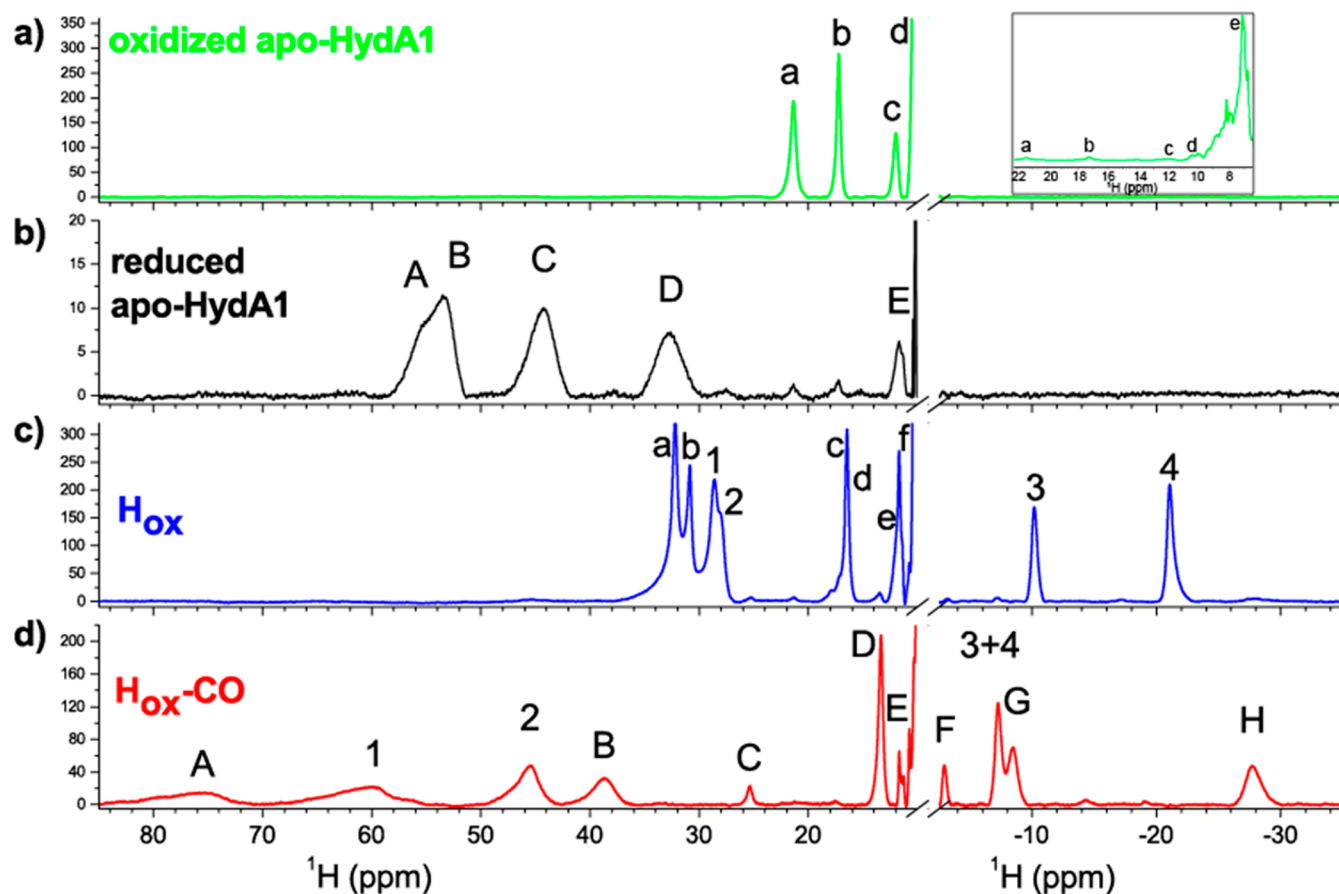 a) oxidized apo-HydA1
350
300
250
200
150
100
50
0
a
b
c
d
a
b
c
d
e
22 20 18 16 14 12 10 8
¹H (ppm)
b) reduced
apo-HydA1
20
15
10
5
0
A
B
C
D
E
c) Hox
300
250
200
150
100
50
0
a
b
1
2
c
d
e
f
3
4
d) Hox-CO
200
160
120
80
40
0
A
1
2
B
C
D
E
F
3+4
G
H
80 70 60 50 40 30 20 -10 -20 -30
¹H (ppm) ¹H (ppm)